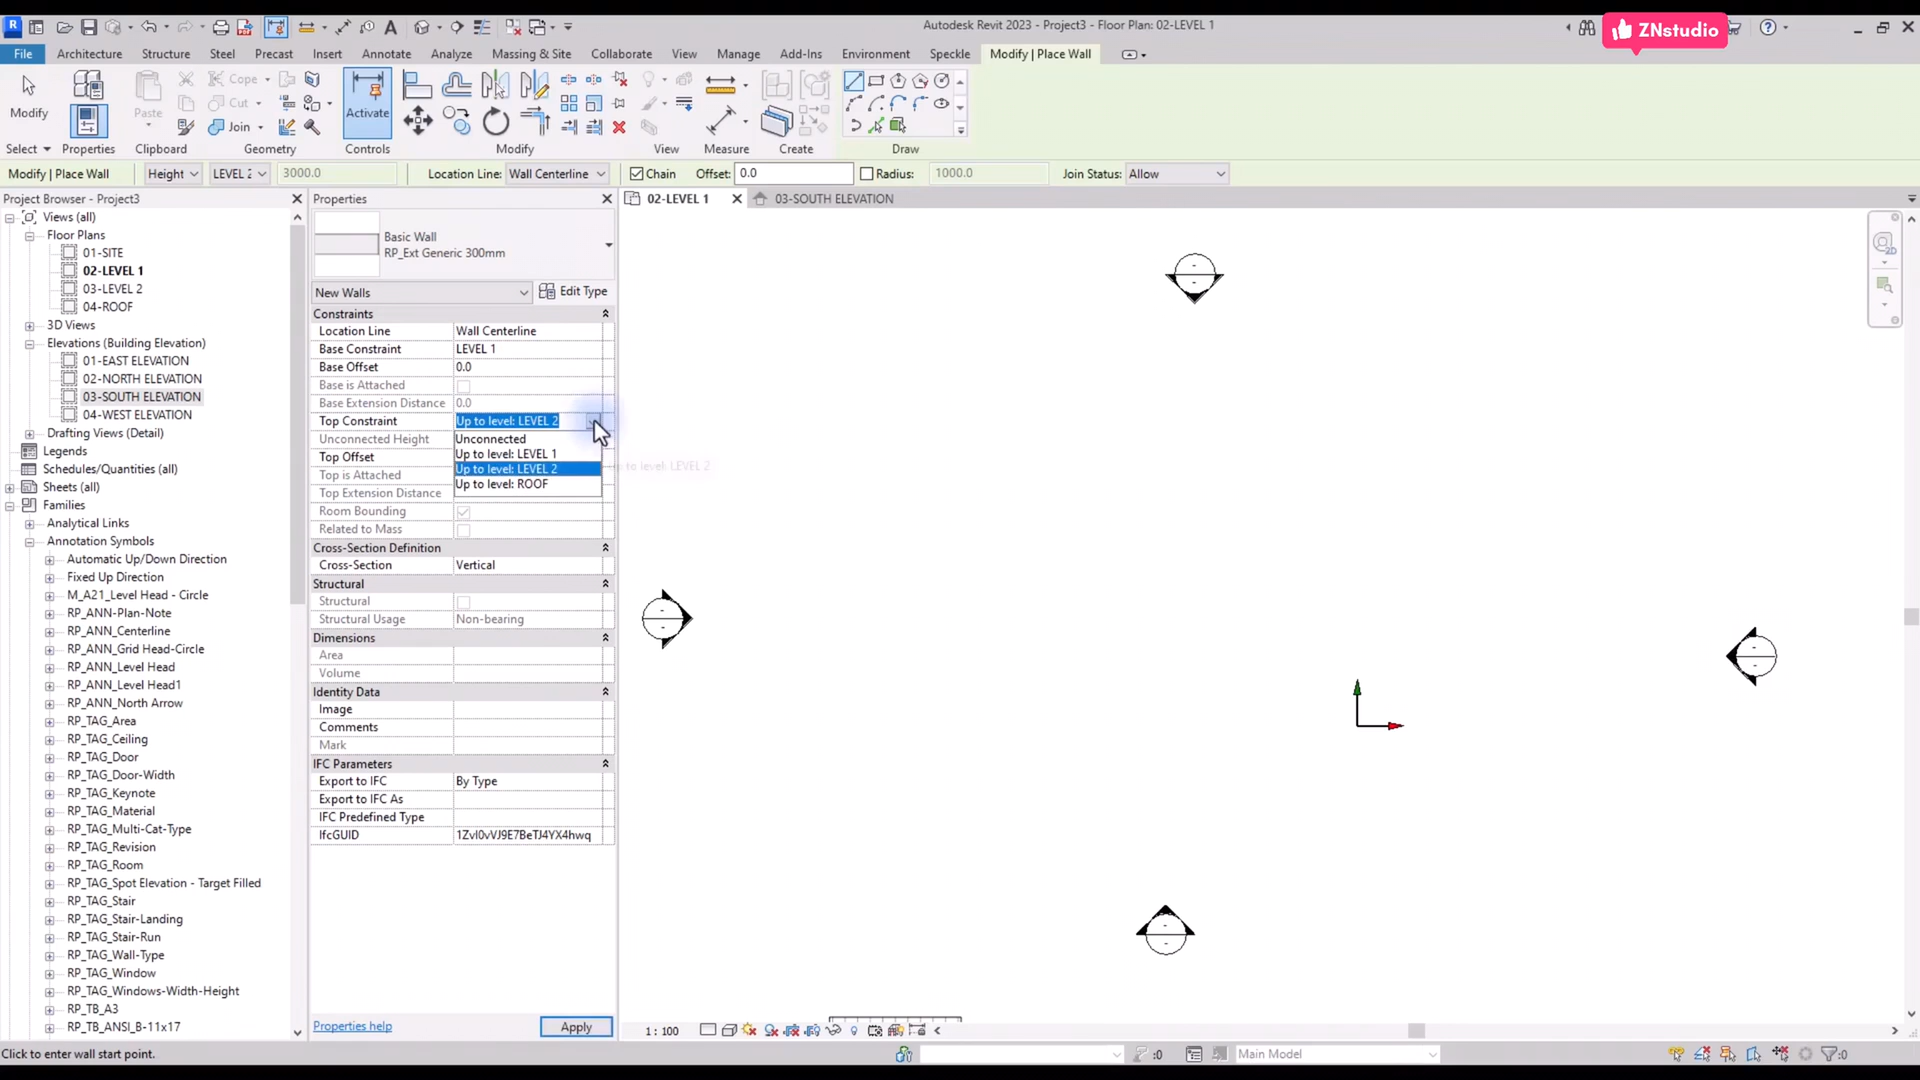 Autodesk Revit 2023 - Project3 - Floor Plan: 02-LEVEL 1
ZNstudio
File Architecture Structure Steel Precast Insert Annotate Analyze Massing & Site Collaborate View Manage Add-Ins Environment Speckle Modify | Place Wall
Modify Paste Cope Cut Join Activate
Select Properties Clipboard Geometry Controls Modify View Measure Create Draw
Modify | Place Wall Height LEVEL 2 3000.0 Location Line: Wall Centerline Chain Offset: 0.0 Radius: 1000.0 Join Status: Allow
Project Browser - Project3
Views (all)
Floor Plans
01-SITE
02-LEVEL 1
03-LEVEL 2
04-ROOF
3D Views
Elevations (Building Elevation)
01-EAST ELEVATION
02-NORTH ELEVATION
03-SOUTH ELEVATION
04-WEST ELEVATION
Drafting Views (Detail)
Legends
Schedules/Quantities (all)
Sheets (all)
Families
Analytical Links
Annotation Symbols
Automatic Up/Down Direction
Fixed Up Direction
M_A21_Level Head - Circle
RP_ANN-Plan-Note
RP_ANN_Centerline
RP_ANN_Grid Head-Circle
RP_ANN_Level Head
RP_ANN_Level Head1
RP_ANN_North Arrow
RP_TAG_Area
RP_TAG_Ceiling
RP_TAG_Door
RP_TAG_Door-Width
RP_TAG_Keynote
RP_TAG_Material
RP_TAG_Multi-Cat-Type
RP_TAG_Revision
RP_TAG_Room
RP_TAG_Spot Elevation - Target Filled
RP_TAG_Stair
RP_TAG_Stair-Landing
RP_TAG_Stair-Run
RP_TAG_Wall-Type
RP_TAG_Window
RP_TAG_Windows-Width-Height
RP_TB_A3
RP_TB_ANSI_B-11x17
Properties
Basic Wall
RP_Ext Generic 300mm
New Walls Edit Type
Constraints
Location Line Wall Centerline
Base Constraint LEVEL 1
Base Offset 0.0
Base is Attached
Base Extension Distance 0.0
Top Constraint Up to level: LEVEL 2
Unconnected Height Unconnected
Top Offset Up to level: LEVEL 1
Top is Attached Up to level: LEVEL 2
Top Extension Distance Up to level: ROOF
Room Bounding
Related to Mass
Cross-Section Definition
Cross-Section Vertical
Structural
Structural
Structural Usage Non-bearing
Dimensions
Area
Volume
Identity Data
Image
Comments
Mark
IFC Parameters
Export to IFC By Type
Export to IFC As
IFC Predefined Type
IfcGUID 1ZvI0vVJ9E7BeTJ4YX4hwq
Properties help Apply
02-LEVEL 1 03-SOUTH ELEVATION
up to level: LEVEL 2
1 : 100
Click to enter wall start point.
:0 Main Model :0